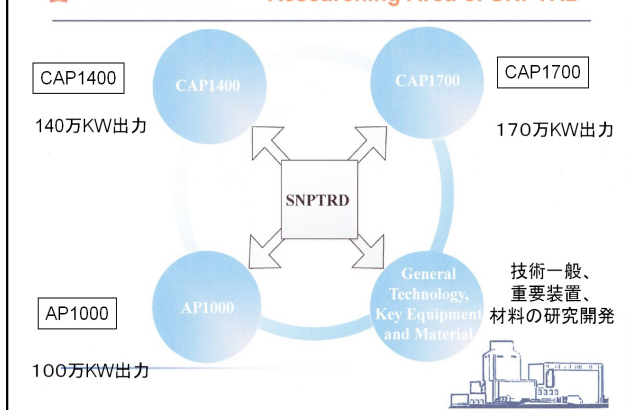 CAP1400
CAP1400
CAP1700
CAP1700
140万KW出力
170万KW出力
SNPTRD
General
Technology,
Key Equipment
and Material
技術一般、
重要装置、
材料の研究開発
AP1000
AP1000
100万KW出力